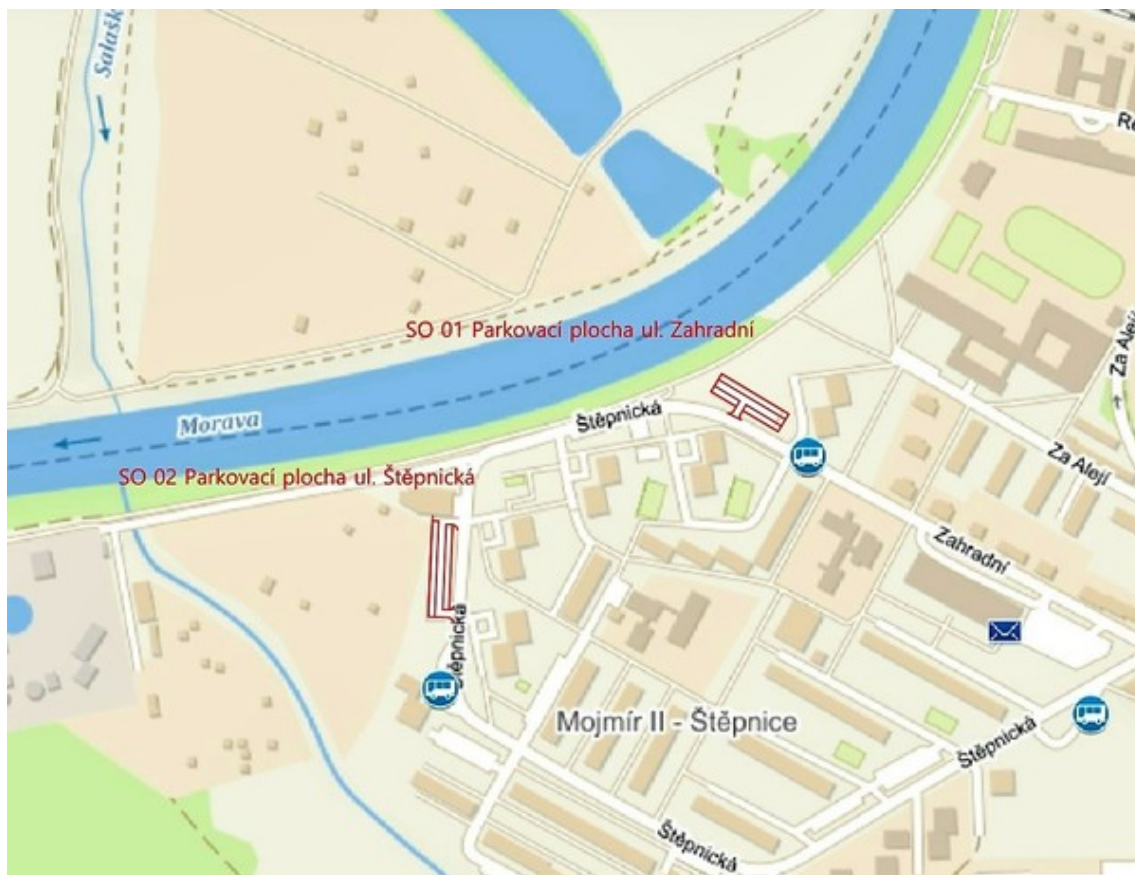 Salašk
Re
SO 01 Parkovací plocha ul. Zahradní
Za Alejí
Morava
Štěpnická
SO 02 Parkovací plocha ul. Štěpnická
Za Alejí
Zahradní
Štěpnická
Mojmír II - Štěpnice
Štěpnická
Štěpnická